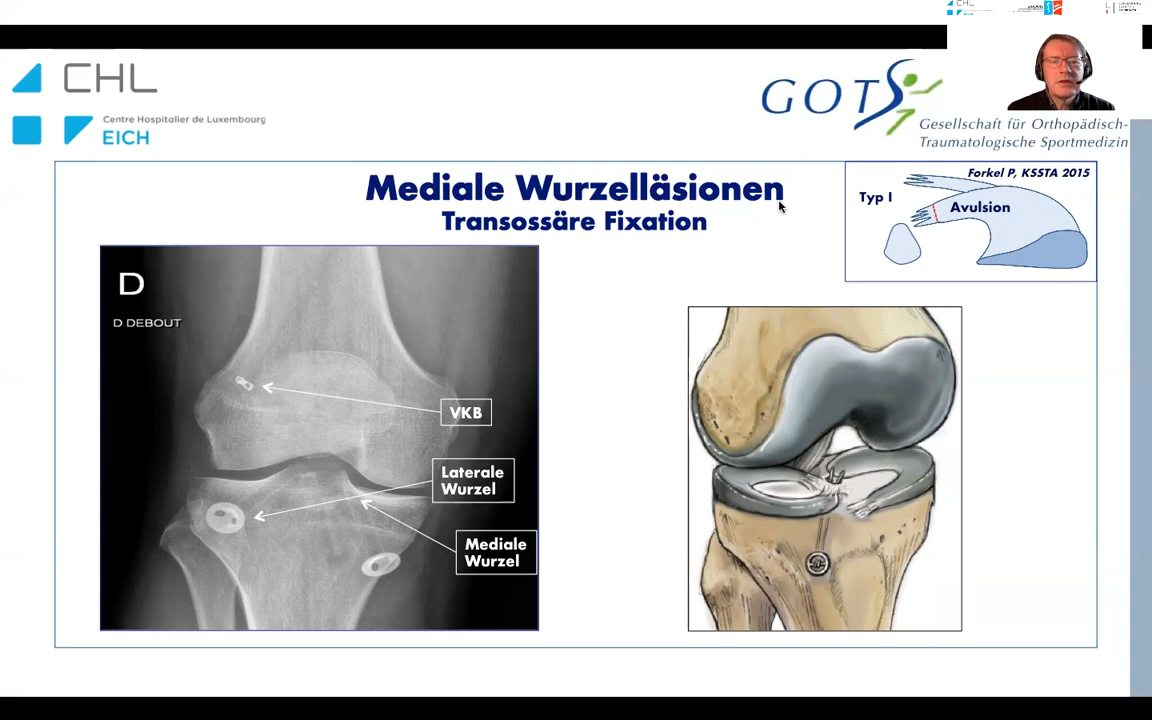 CHL
CHL
Centre Hospitalier de Luxembourg
EICH
GOTS
Gesellschaft für Orthopädisch-
Traumatologische Sportmedizin
Mediale Wurzelläsionen
Transossäre Fixation
Forkel P, KSSTA 2015
Typ I
Avulsion
D
D DEBOUT
VKB
Laterale
Wurzel
Mediale
Wurzel